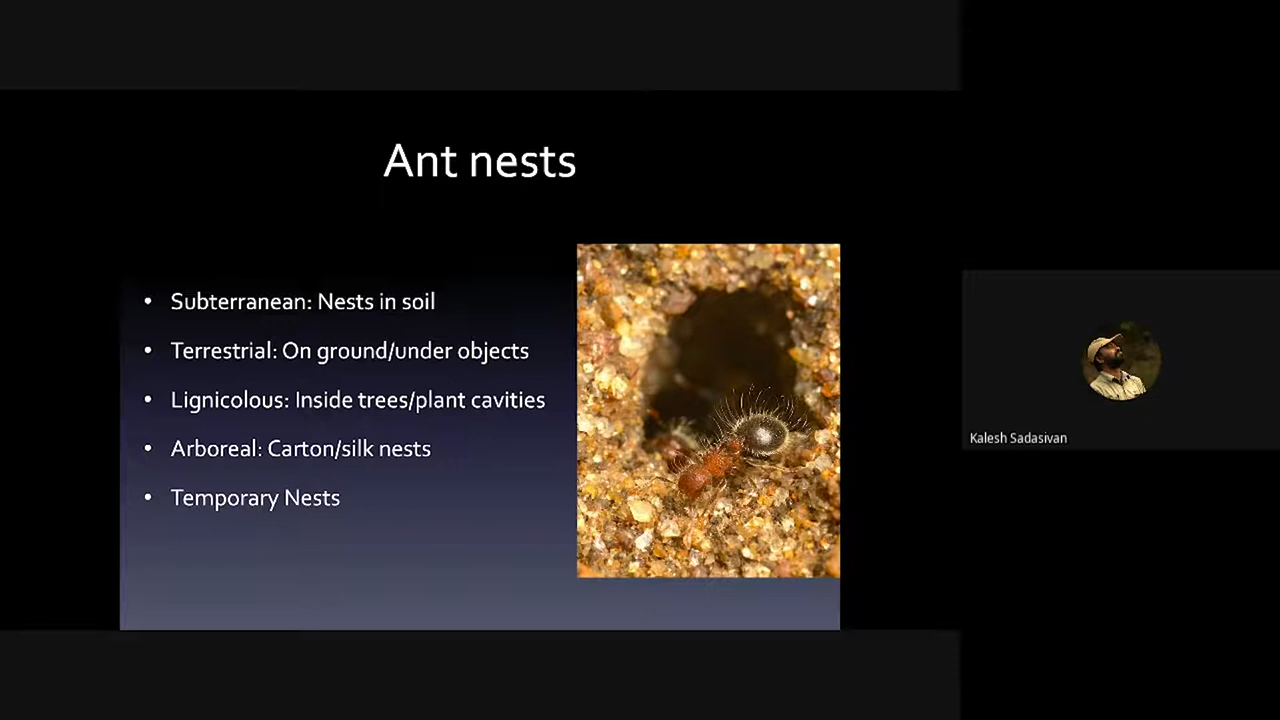 Ant nests
• Subterranean: Nests in soil
• Terrestrial: On ground/under objects
• Lignicolous: Inside trees/plant cavities
• Arboreal: Carton/silk nests
• Temporary Nests
Kalesh Sadasivan